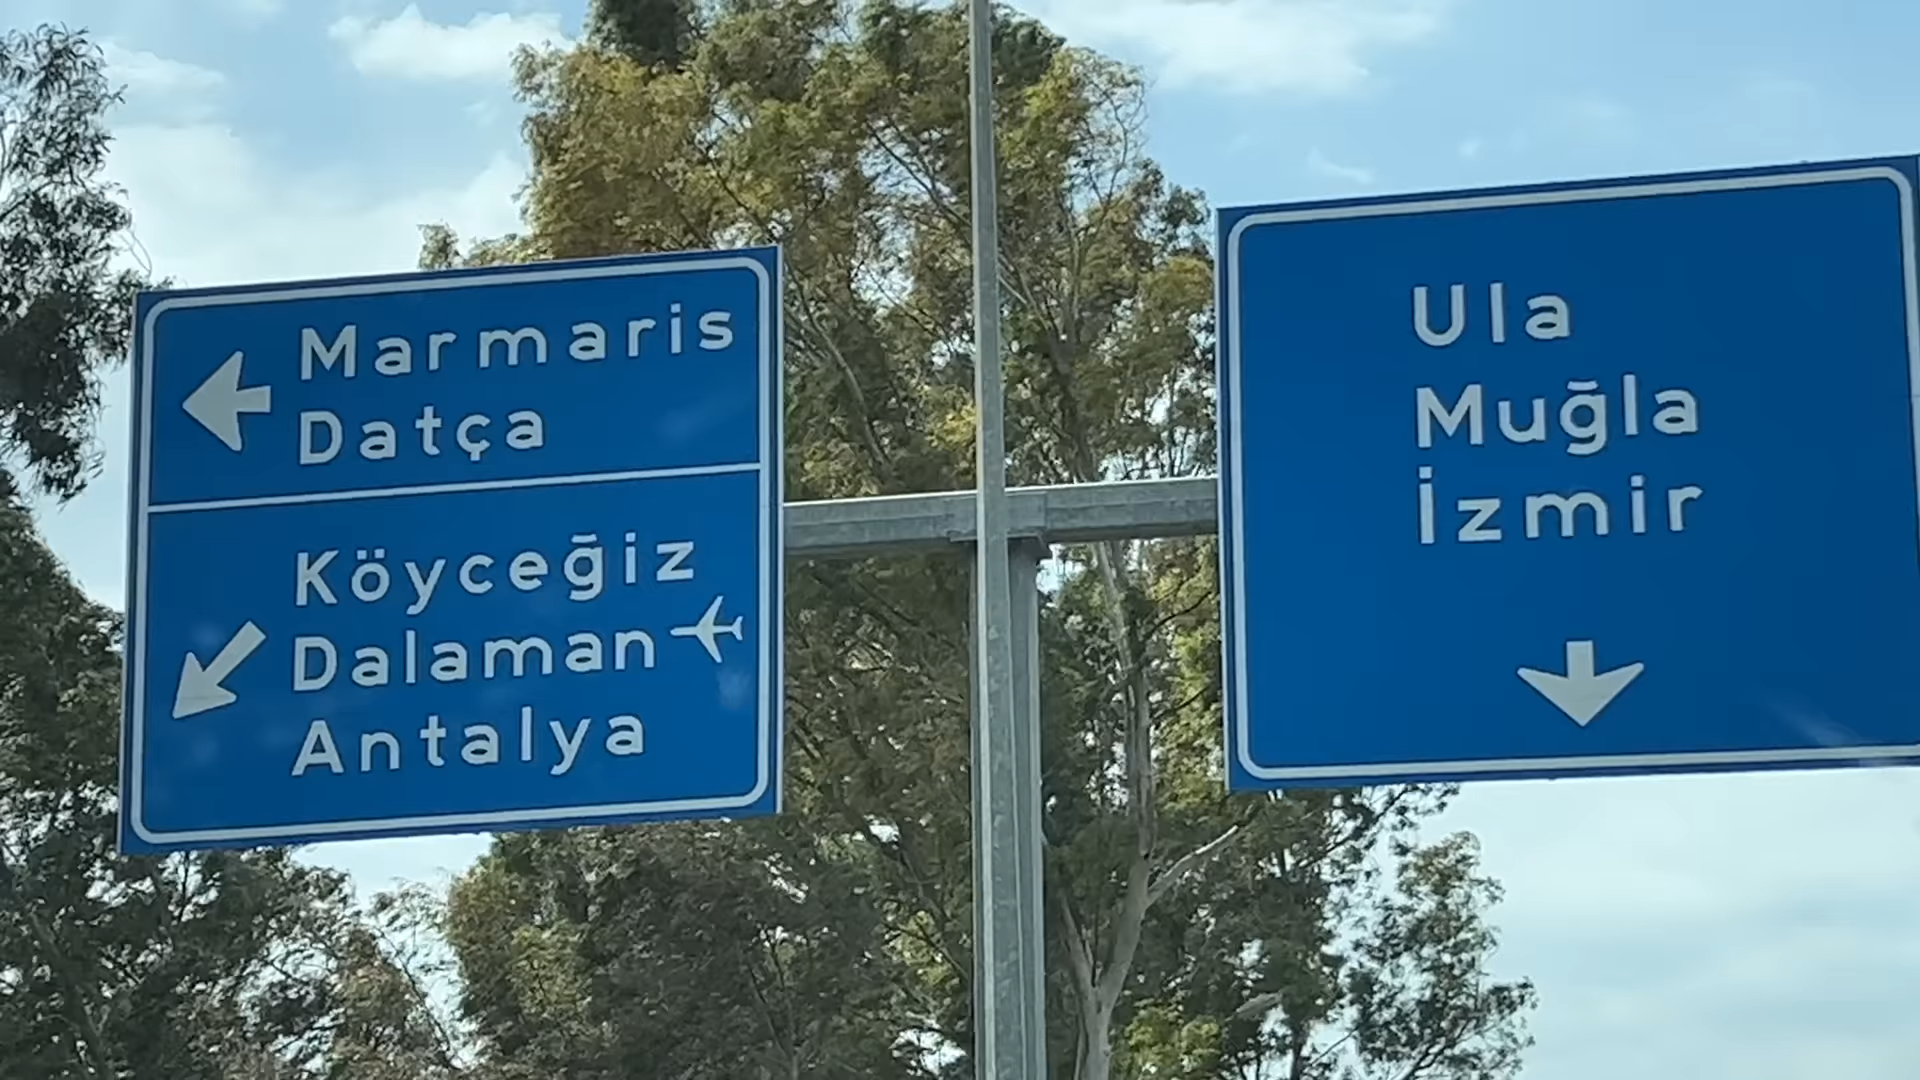 Marmaris
Datça
Köyceğiz
Dalaman
Antalya
Ula
Muğla
İzmir